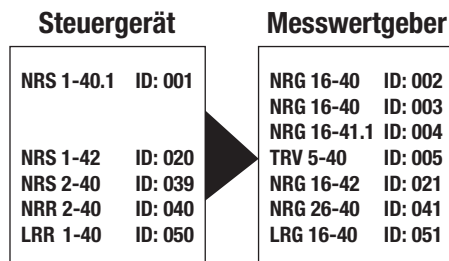 Steuergerät
NRS 1-40.1 ID: 001
NRS 1-42 ID: 020
NRS 2-40 ID: 039
NRR 2-40 ID: 040
LRR 1-40 ID: 050
Messwertgeber
NRG 16-40 ID: 002
NRG 16-40 ID: 003
NRG 16-41.1 ID: 004
TRV 5-40 ID: 005
NRG 16-42 ID: 021
NRG 26-40 ID: 041
LRG 16-40 ID: 051